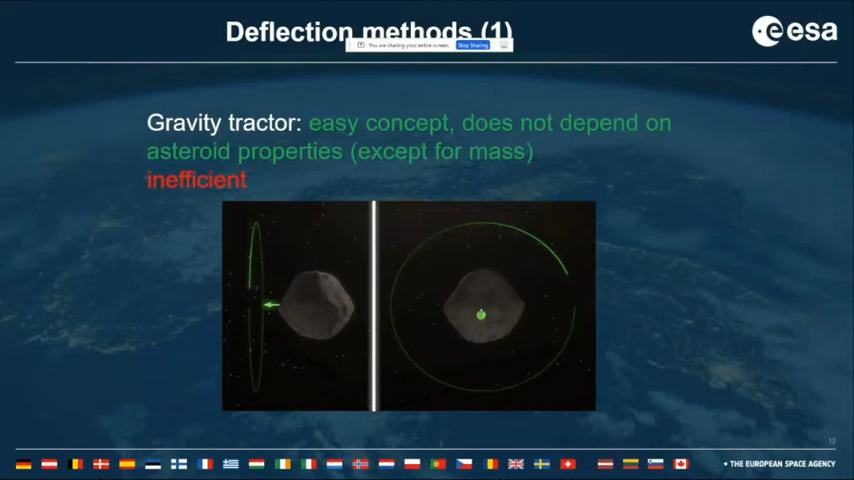 Deflection methods (1)
esa
You are sharing your entire screen.
Stop Sharing
Gravity tractor: easy concept, does not depend on
asteroid properties (except for mass)
inefficient
12
→ THE EUROPEAN SPACE AGENCY